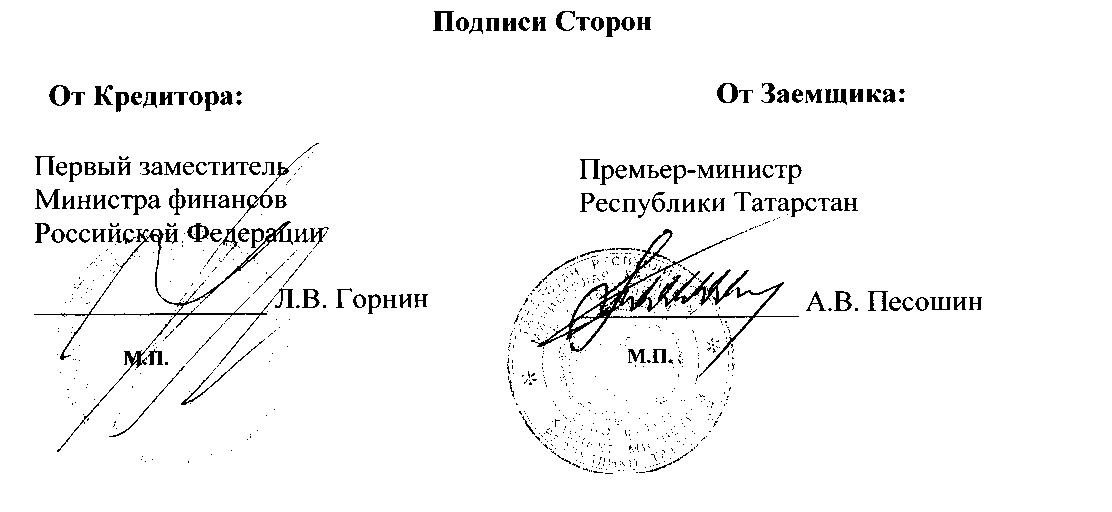 Подписи Сторон
От Кредитора:
Первый заместитель
Министра финансов
Российской Федерации
Л.В. Горнин
М.П.
От Заемщика:
Премьер-министр
Республики Татарстан
А.В. Песошин
М.П.